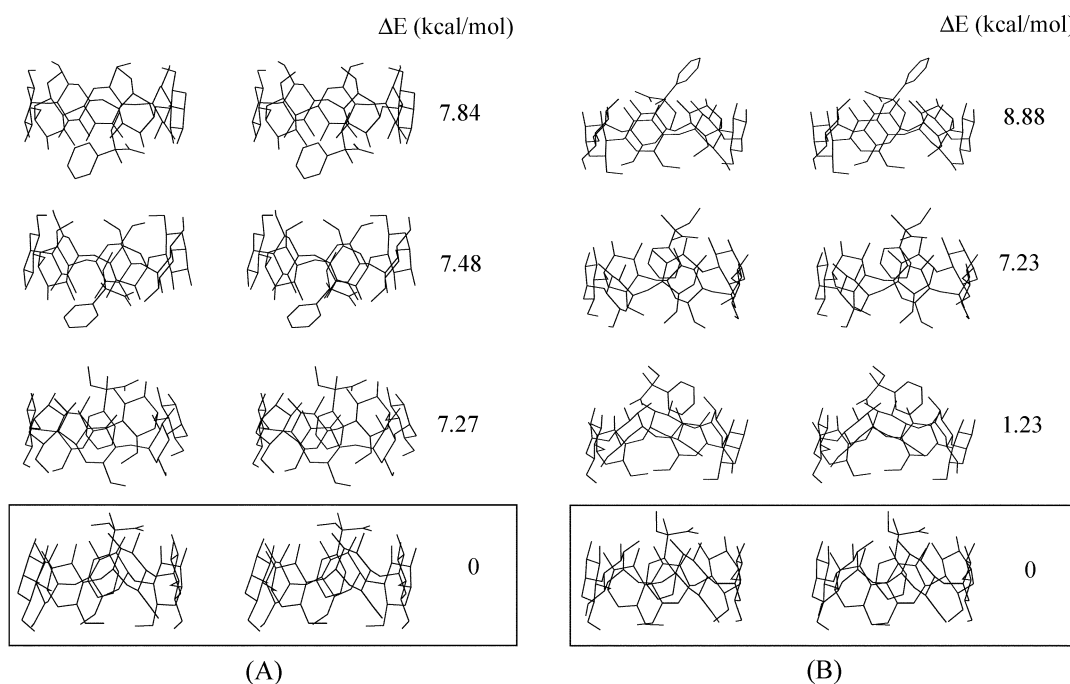 ΔE (kcal/mol)
7.84
7.48
7.27
0
(A)
ΔE (kcal/mol)
8.88
7.23
1.23
0
(B)